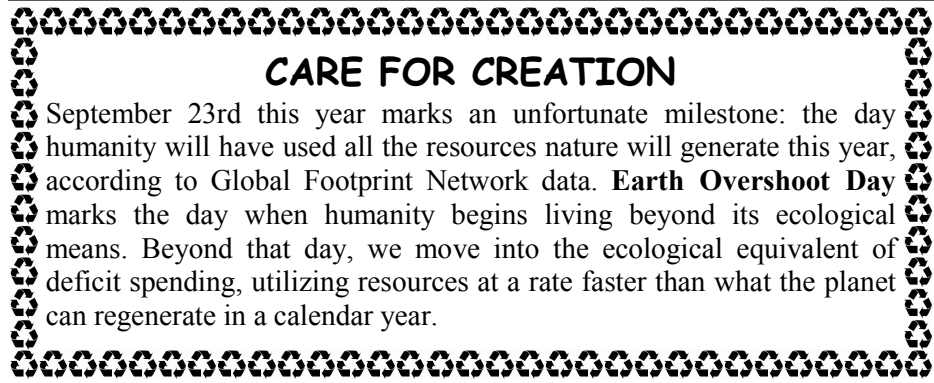 CARE FOR CREATION
September 23rd this year marks an unfortunate milestone: the day
humanity will have used all the resources nature will generate this year,
according to Global Footprint Network data. Earth Overshoot Day
marks the day when humanity begins living beyond its ecological
means. Beyond that day, we move into the ecological equivalent of
deficit spending, utilizing resources at a rate faster than what the planet
can regenerate in a calendar year.